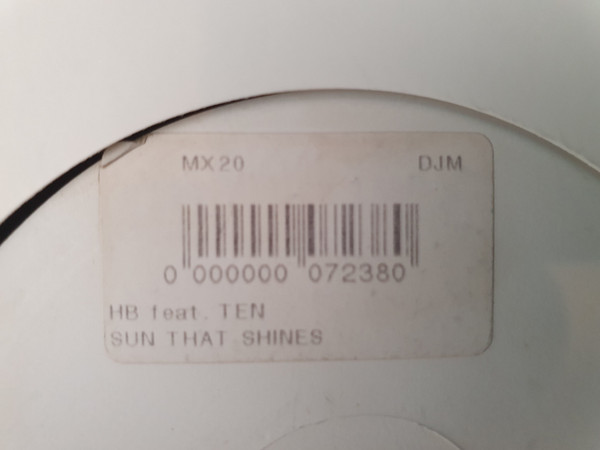 MX20 DJM
0 000000 072380
HB feat. TEN
SUN THAT SHINES